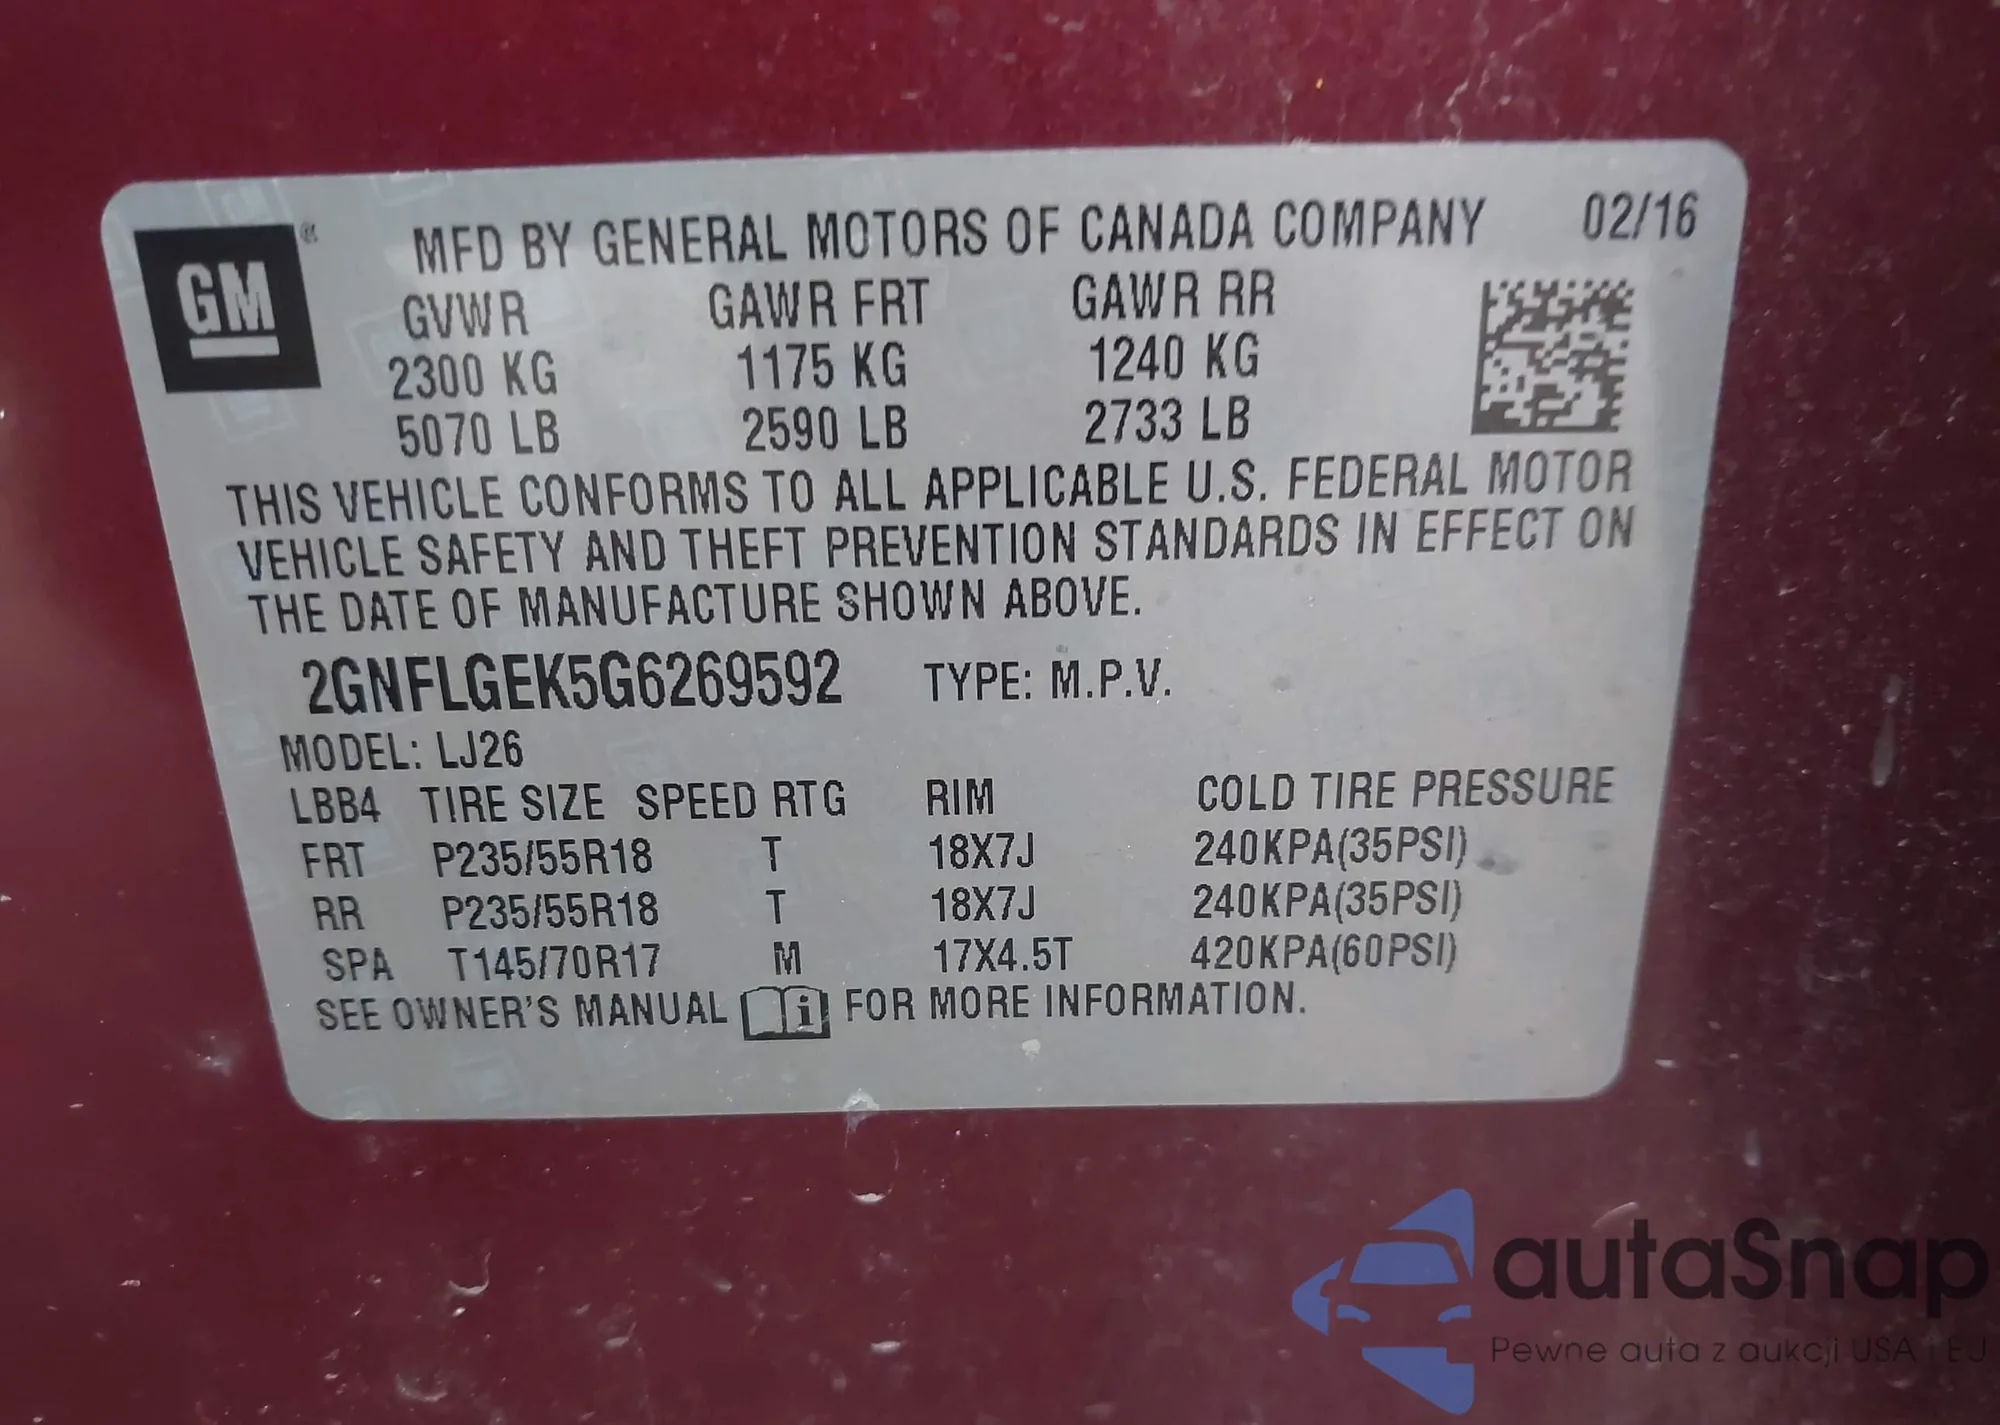 GM ® MFD BY GENERAL MOTORS OF CANADA COMPANY 02/16
GVWR GAWR FRT GAWR RR
2300 KG 1175 KG 1240 KG
5070 LB 2590 LB 2733 LB
THIS VEHICLE CONFORMS TO ALL APPLICABLE U.S. FEDERAL MOTOR
VEHICLE SAFETY AND THEFT PREVENTION STANDARDS IN EFFECT ON
THE DATE OF MANUFACTURE SHOWN ABOVE.
2GNFLGEK5G6269592 TYPE: M.P.V.
MODEL: LJ26
LBB4 TIRE SIZE SPEED RTG RIM COLD TIRE PRESSURE
FRT P235/55R18 T 18X7J 240KPA(35PSI)
RR P235/55R18 T 18X7J 240KPA(35PSI)
SPA T145/70R17 M 17X4.5T 420KPA(60PSI)
SEE OWNER'S MANUAL i FOR MORE INFORMATION.
autaSnap
Pewne auta z aukcji USA i EU